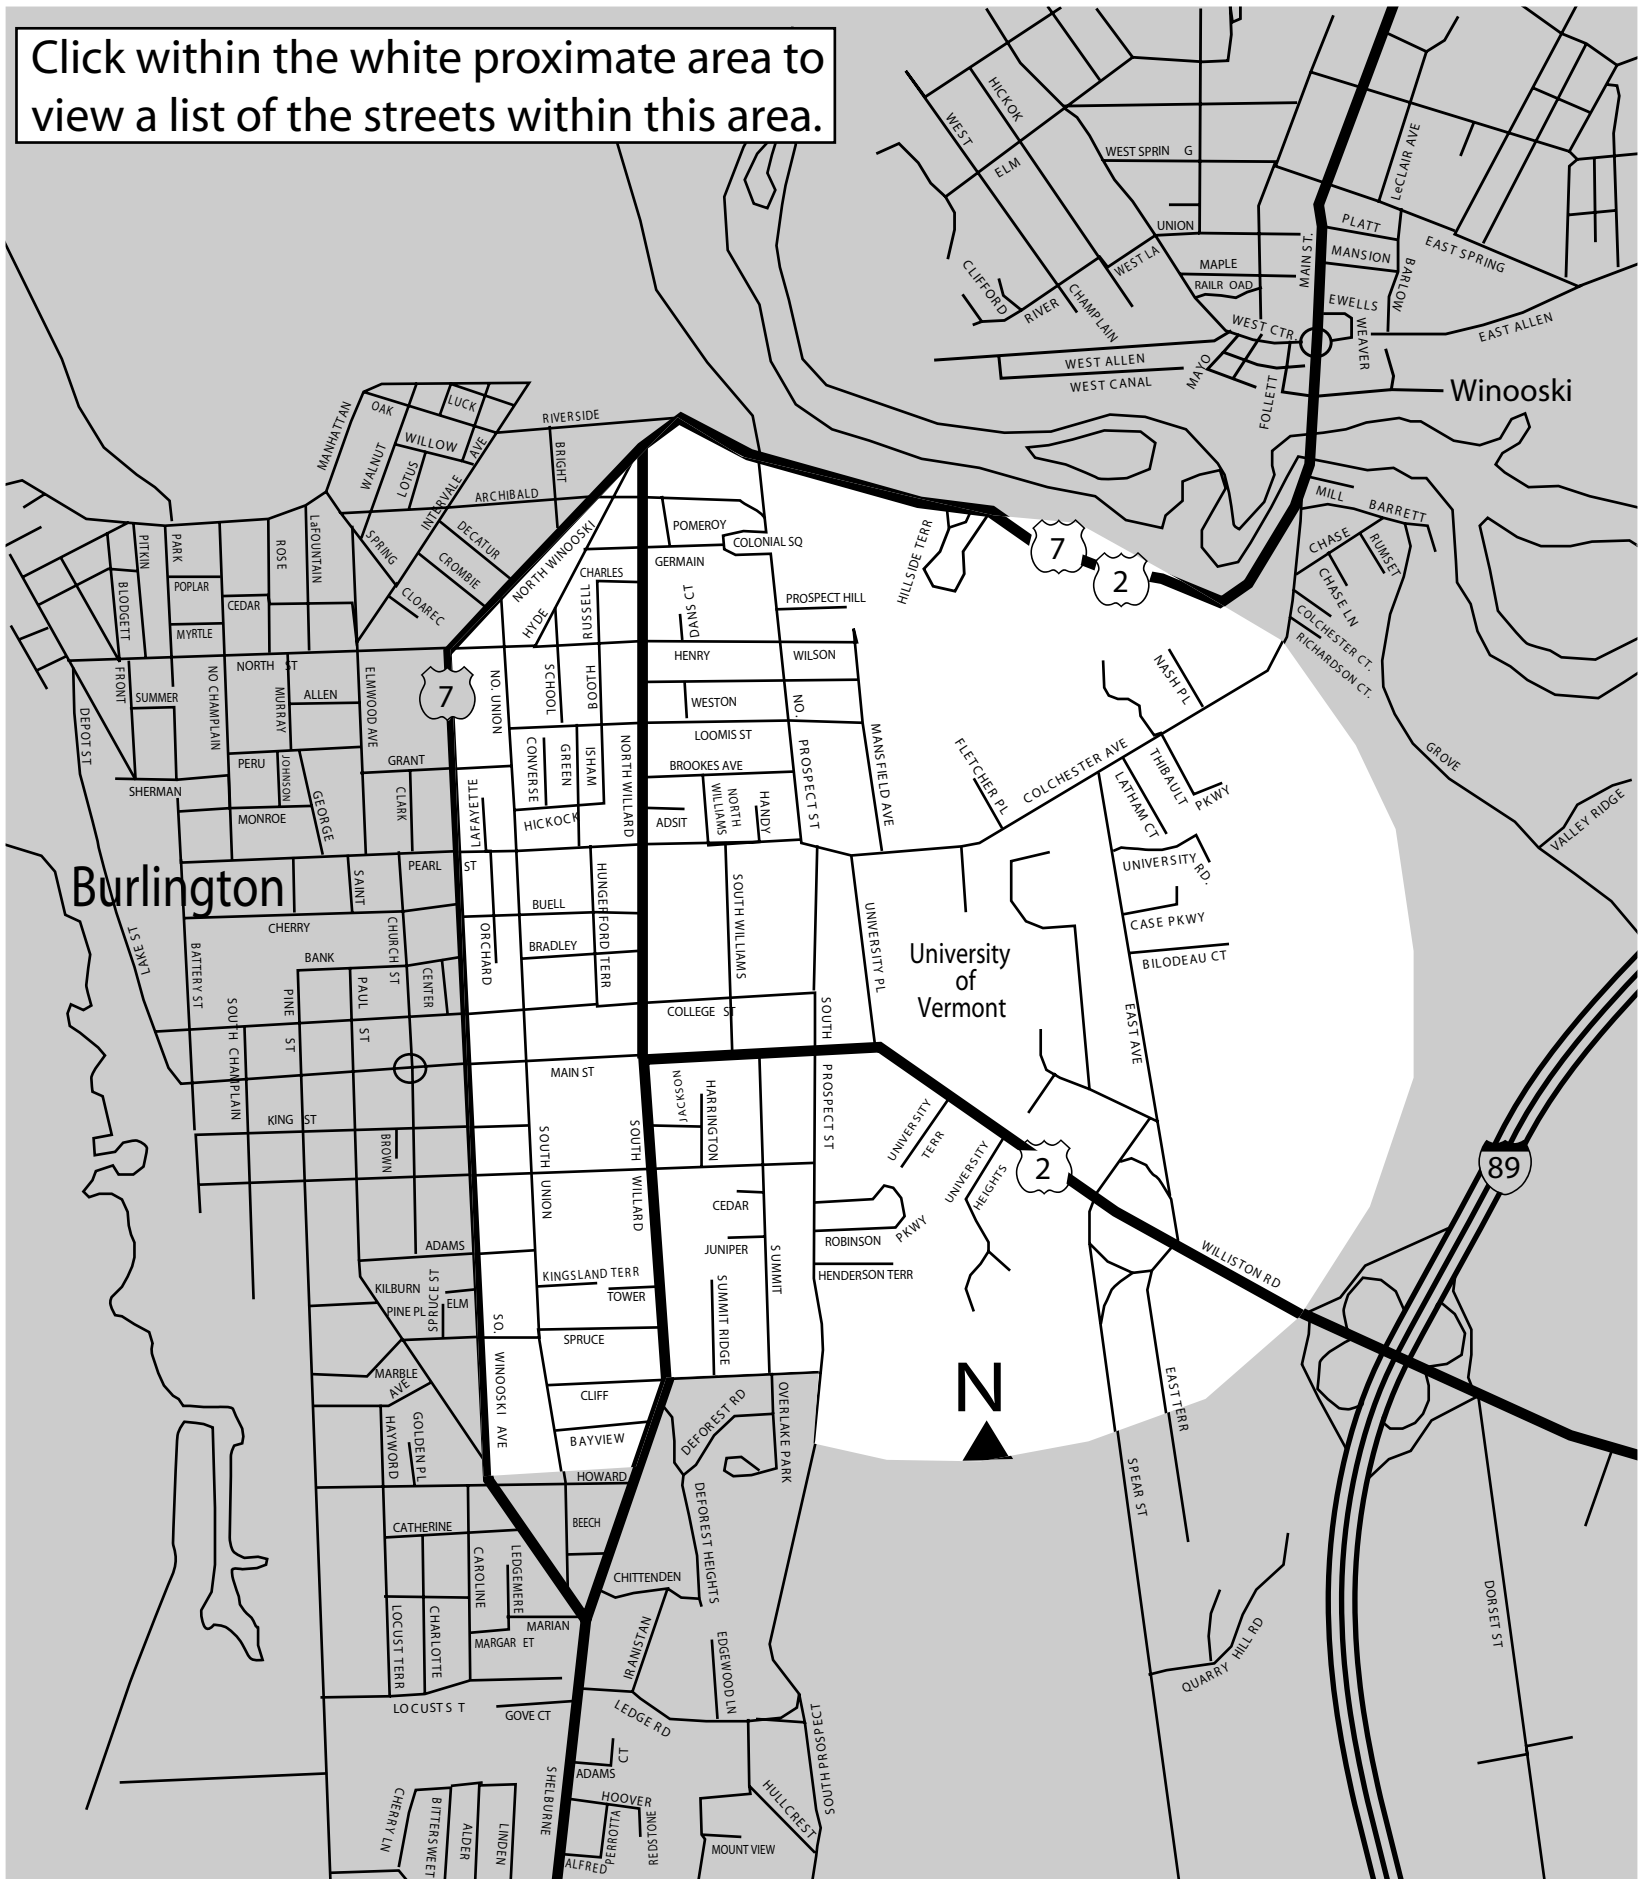 Click within the white proximate area to
view a list of the streets within this area.
HICKOK
WEST
ELM
WEST SPRIN G
LeCLAIR AVE
UNION
PLATT
EAST SPRING
MAIN ST.
MANSION
BARLOW
WEST LA
MAPLE
RAILR OAD
CLIFFORD
RIVER
CHAMPLAIN
EWELLS
WEAVER
EAST ALLEN
WEST CTR.
WEST ALLEN
WEST CANAL
MAYO
FOLLETT
Winooski
MANHATTAN
OAK
LUCK
RIVERSIDE
WALNUT
WILLOW
AVE
LOTUS
BRIGHT
INTERVALE
ARCHIBALD
MILL
BARRETT
CHASE
RUMSET
CHASE LN
COLCHESTER CT.
RICHARDSON CT.
PITKIN
PARK
ROSE
LaFOUNTAIN
SPRING
DECATUR
CROMBIE
CLOAREC
NORTH WINOOSKI
HYDE
POMEROY
COLONIAL SQ
GERMAIN
CHARLES
RUSSELL
DANS CT
PROSPECT HILL
HILLSIDE TERR
7
2
BLODGETT
POPLAR
CEDAR
MYRTLE
NORTH ST
FRONT
SUMMER
NO CHAMPLAIN
MURRAY
ALLEN
ELMWOOD AVE
7
NO. UNION
SCHOOL
BOOTH
HENRY
WILSON
WESTON
NO.
NASH PL
DEPOT ST
LOOMIS ST
PROSPECT ST
MANSFIELD AVE
FLETCHER PL
COLCHESTER AVE
THIBAULT
PKWY
LATHAM CT
GROVE
VALLEY RIDGE
PERU
JOHNSON
GEORGE
GRANT
CLARK
LAFAYETTE
CONVERSE
GREEN
ISHAM
NORTH WILLARD
BROOKES AVE
SHERMAN
MONROE
HICKOCK
ADSIT
NORTH
WILLIAMS
HANDY
UNIVERSITY
RD.
Burlington
PEARL ST
SAINT
HUNGERFORD TERR
SOUTH WILLIAMS
UNIVERSITY PL
CASE PKWY
BILODEAU CT
University
of
Vermont
LAKE ST
CHERRY
BATTERY ST
BANK
CHURCH ST
CENTER
ORCHARD
BUELL
BRADLEY
PINE
ST
PAUL
ST
SOUTH CHAMPLAIN
COLLEGE ST
SOUTH
PROSPECT ST
EAST AVE
MAIN ST
JACKSON
HARRINGTON
KING ST
BROWN
SOUTH
UNION
SOUTH
WILLARD
UNIVERSITY
TERR
UNIVERSITY
HEIGHTS
2
89
CEDAR
ROBINSON
PKWY
JUNIPER
SUMMIT
HENDERSON TERR
WILLISTON RD
ADAMS
KILBURN
SPRUCE ST
PINE PL
ELM
KINGSLAND TERR
TOWER
SUMMIT RIDGE
SO.
WINOOSKI AVE
SPRUCE
MARBLE
AVE
CLIFF
BAYVIEW
HOWARD
HAYWORD
GOLDEN PL
DEFOREST RD
OVERLAKE PARK
N
EAST TERR
SPEAR ST
CATHERINE
BEECH
DEFOREST HEIGHTS
CAROLINE
LEDGEMERE
CHITTENDEN
LOCUST TERR
CHARLOTTE
MARIAN
MARGAR ET
IRANISTAN
EDGEWOOD LN
QUARRY HILL RD
DORSET ST
LOCUSTS T
GOVE CT
LEDGE RD
SOUTH PROSPECT
SHELBURNE
ADAMS
CT
HOOVER
PERROTTA
REDSTONE
ALFRED
MOUNT VIEW
HULLCREST
CHERRY LN
BITTERSWEET
ALDER
LINDEN